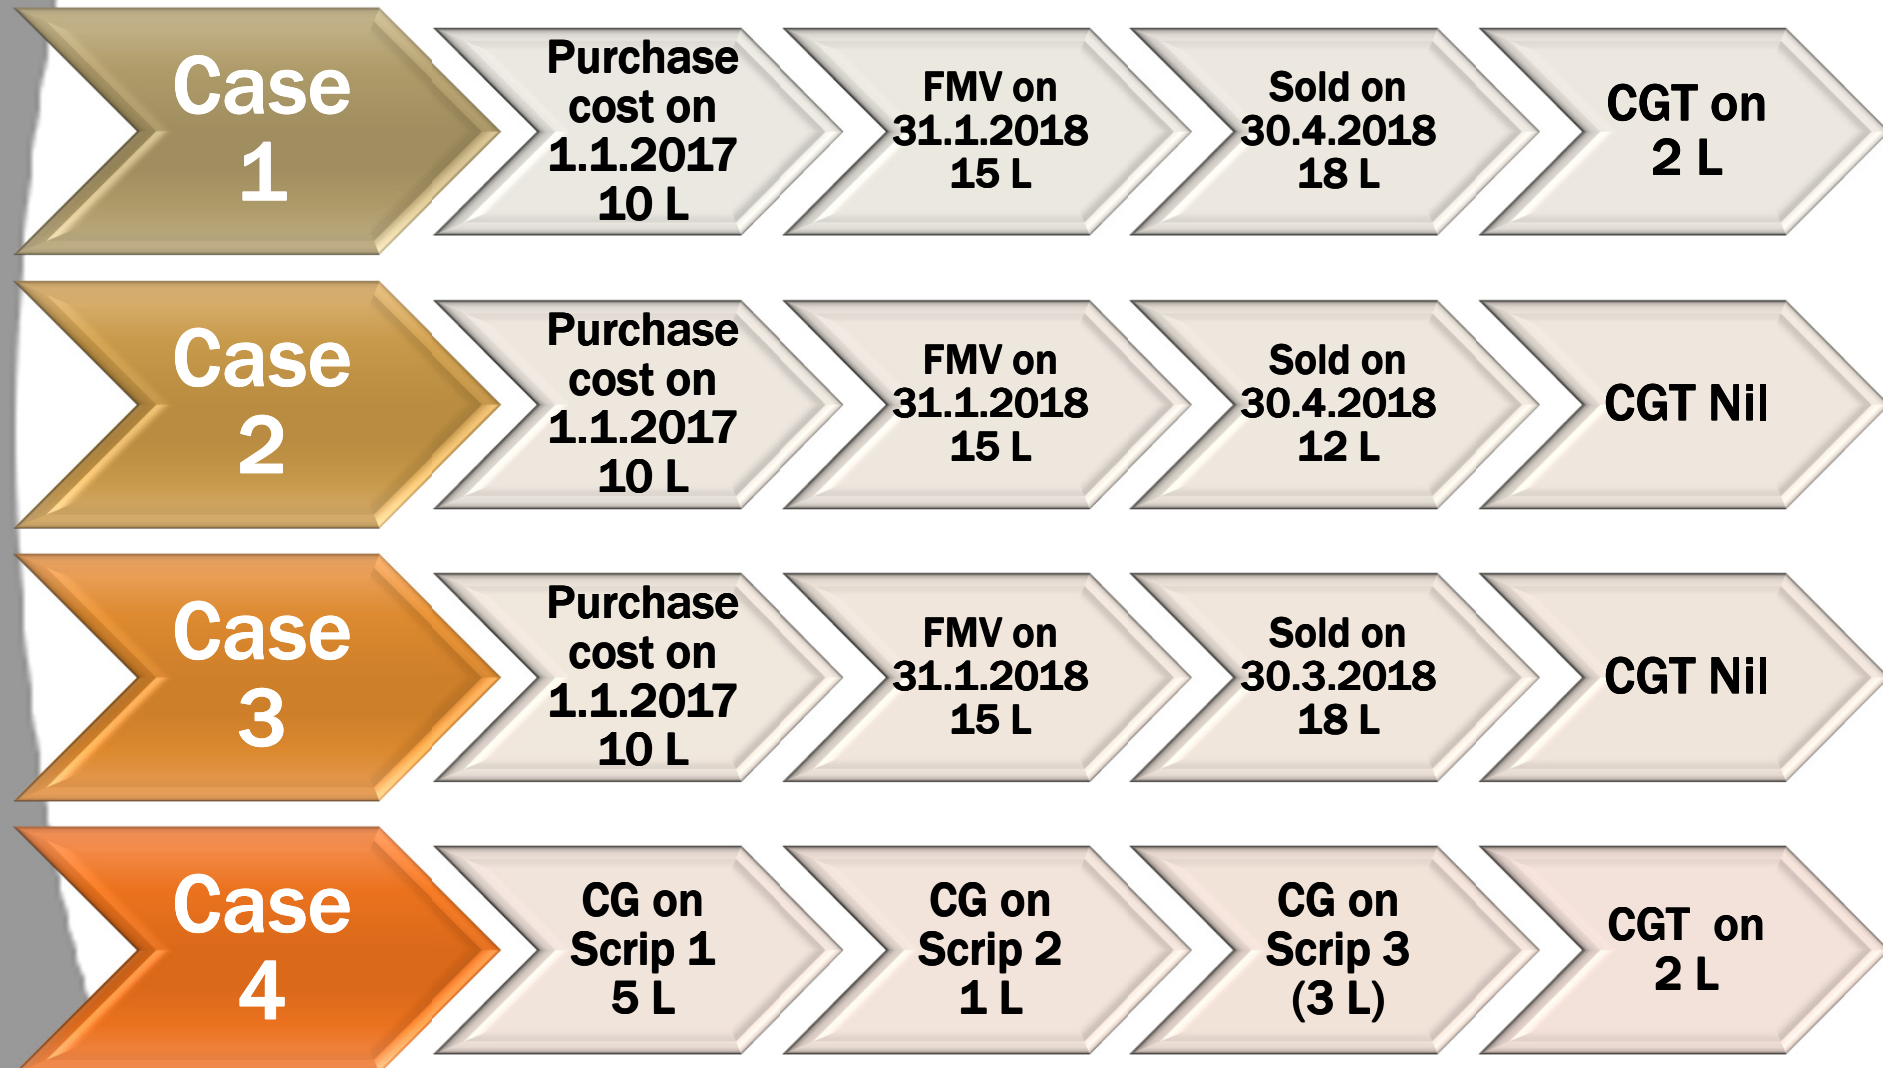 Case
1
Purchase
cost on
1.1.2017
10 L
FMV on
31.1.2018
15 L
Sold on
30.4.2018
18 L
CGT on
2 L
Case
2
Purchase
cost on
1.1.2017
10 L
FMV on
31.1.2018
15 L
Sold on
30.4.2018
12 L
CGT Nil
Case
3
Purchase
cost on
1.1.2017
10 L
FMV on
31.1.2018
15 L
Sold on
30.3.2018
18 L
CGT Nil
Case
4
CG on
Scrip 1
5 L
CG on
Scrip 2
1 L
CG on
Scrip 3
(3 L)
CGT on
2 L